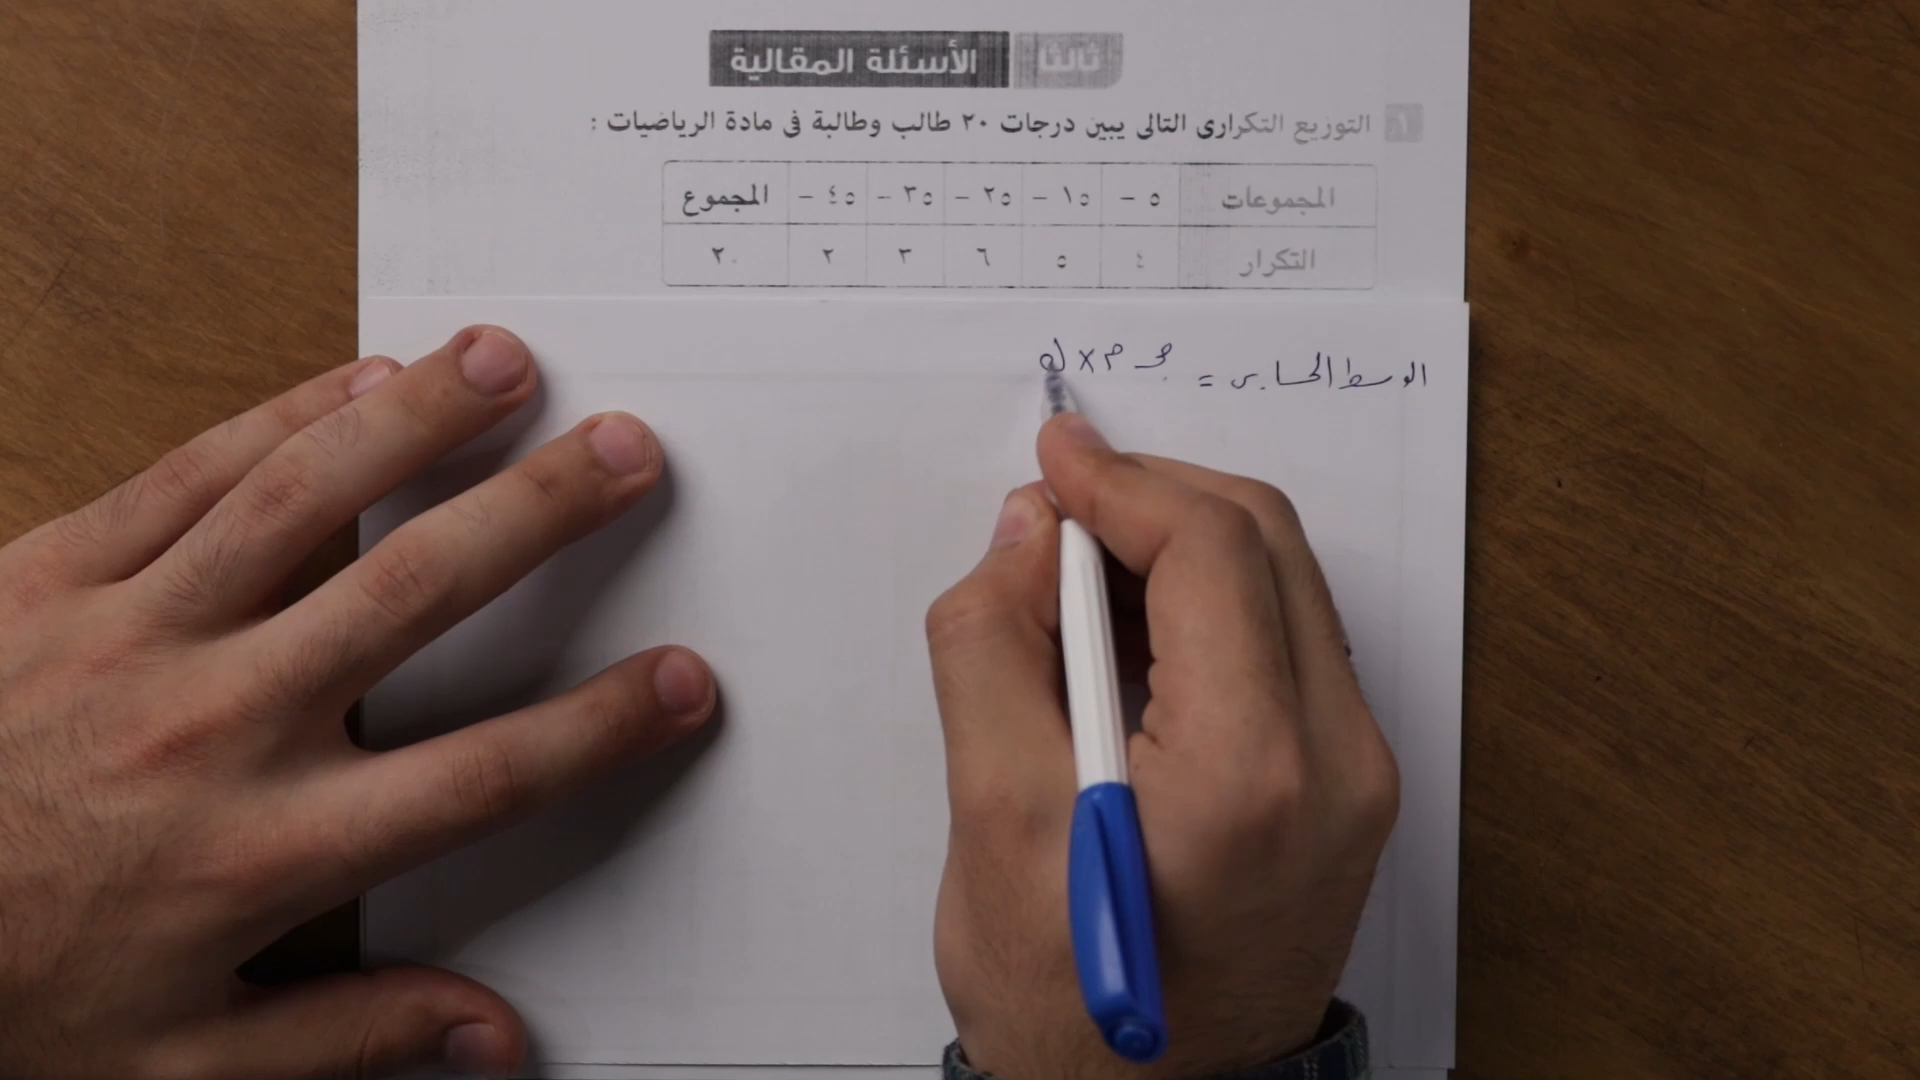 ثالثا الأسئلة المقالية
١ التوزيع التكرارى التالى يبين درجات ٢٠ طالب وطالبة فى مادة الرياضيات :
المجموعات ٥ - ١٥ - ٢٥ - ٣٥ - ٤٥ - المجموع
التكرار ٤ ٥ ٦ ٣ ٢ ٢٠
الوسط الحسابى = مجـ م × ك